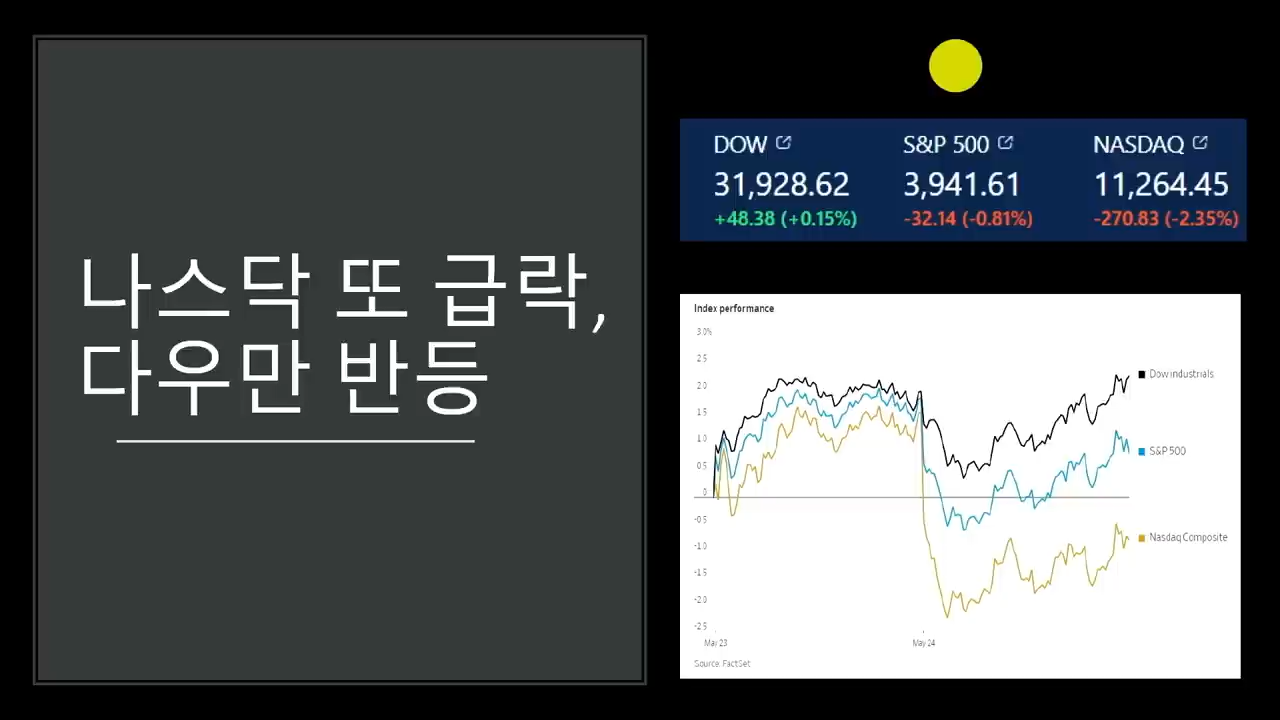 나스닥 또 급락,
다우만 반등
DOW
S&P 500
NASDAQ
31,928.62
3,941.61
11,264.45
+48.38 (+0.15%)
-32.14 (-0.81%)
-270.83 (-2.35%)
Index performance
3.0%
2.5
2.0
1.5
1.0
0.5
0
-0.5
-1.0
-1.5
-2.0
-2.5
Dow industrials
S&P 500
Nasdaq Composite
May 23
May 24
Source: FactSet